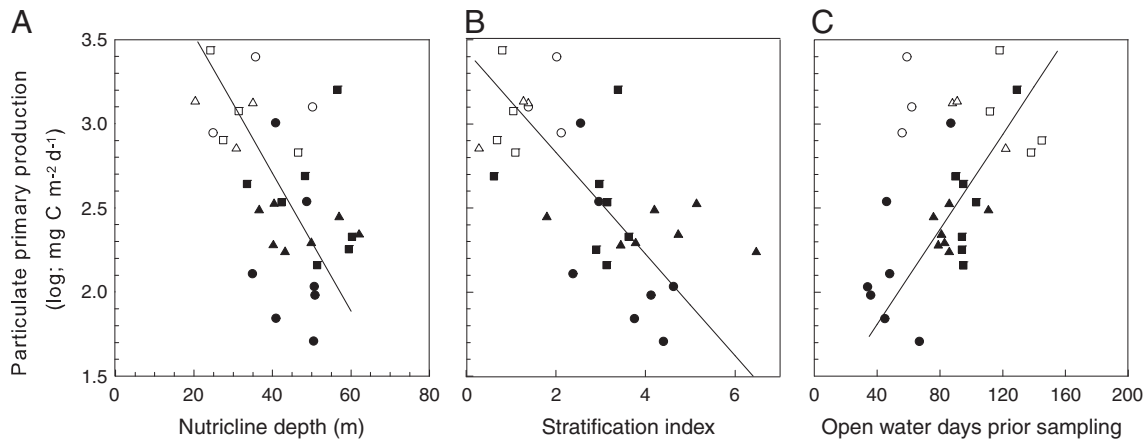 A
B
C
Particulate primary production
(log; mg C m-2 d-1)
3.5
3.0
2.5
2.0
1.5
0 20 40 60 80
0 2 4 6
0 40 80 120 160 200
Nutricline depth (m)
Stratification index
Open water days prior sampling